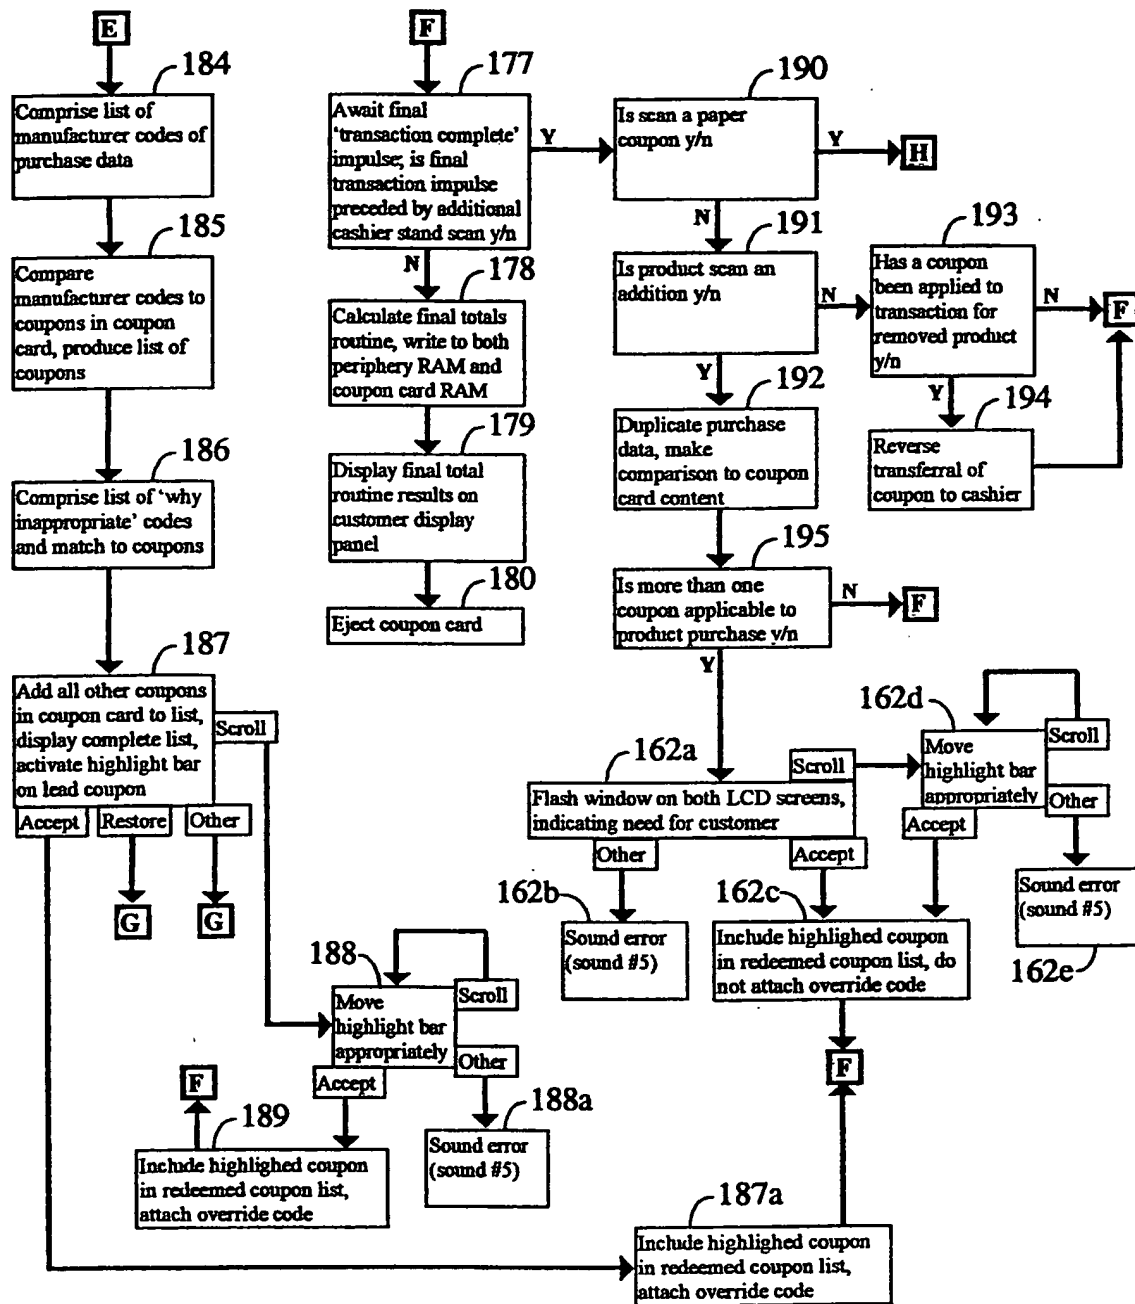 E
184
Comprise list of
manufacturer codes of
purchase data
185
Compare
manufacturer codes to
coupons in coupon
card, produce list of
coupons
186
Comprise list of 'why
inappropriate' codes
and match to coupons
187
Add all other coupons
in coupon card to list,
display complete list,
activate highlight bar
on lead coupon
Scroll
Accept
Restore
Other
G
G
188
Move
highlight bar
appropriately
Scroll
Other
Accept
188a
Sound error
(sound #5)
F
189
Include highlighed coupon
in redeemed coupon list,
attach override code
F
177
Await final
'transaction complete'
impulse; is final
transaction impulse
preceded by additional
cashier stand scan y/n
Y
N
178
Calculate final totals
routine, write to both
periphery RAM and
coupon card RAM
179
Display final total
routine results on
customer display
panel
180
Eject coupon card
190
Is scan a paper
coupon y/n
Y
H
N
191
Is product scan an
addition y/n
N
Y
193
Has a coupon
been applied to
transaction for
removed product
y/n
N
F
Y
194
Reverse
transferral of
coupon to cashier
192
Duplicate purchase
data, make
comparison to coupon
card content
195
Is more than one
coupon applicable to
product purchase y/n
N
F
Y
162a
Flash window on both LCD screens,
indicating need for customer
Scroll
Other
Accept
162b
Sound error
(sound #5)
162c
Include highlighed coupon
in redeemed coupon list, do
not attach override code
162d
Move
highlight bar
appropriately
Scroll
Other
Accept
Sound error
(sound #5)
162e
F
187a
Include highlighed coupon
in redeemed coupon list,
attach override code